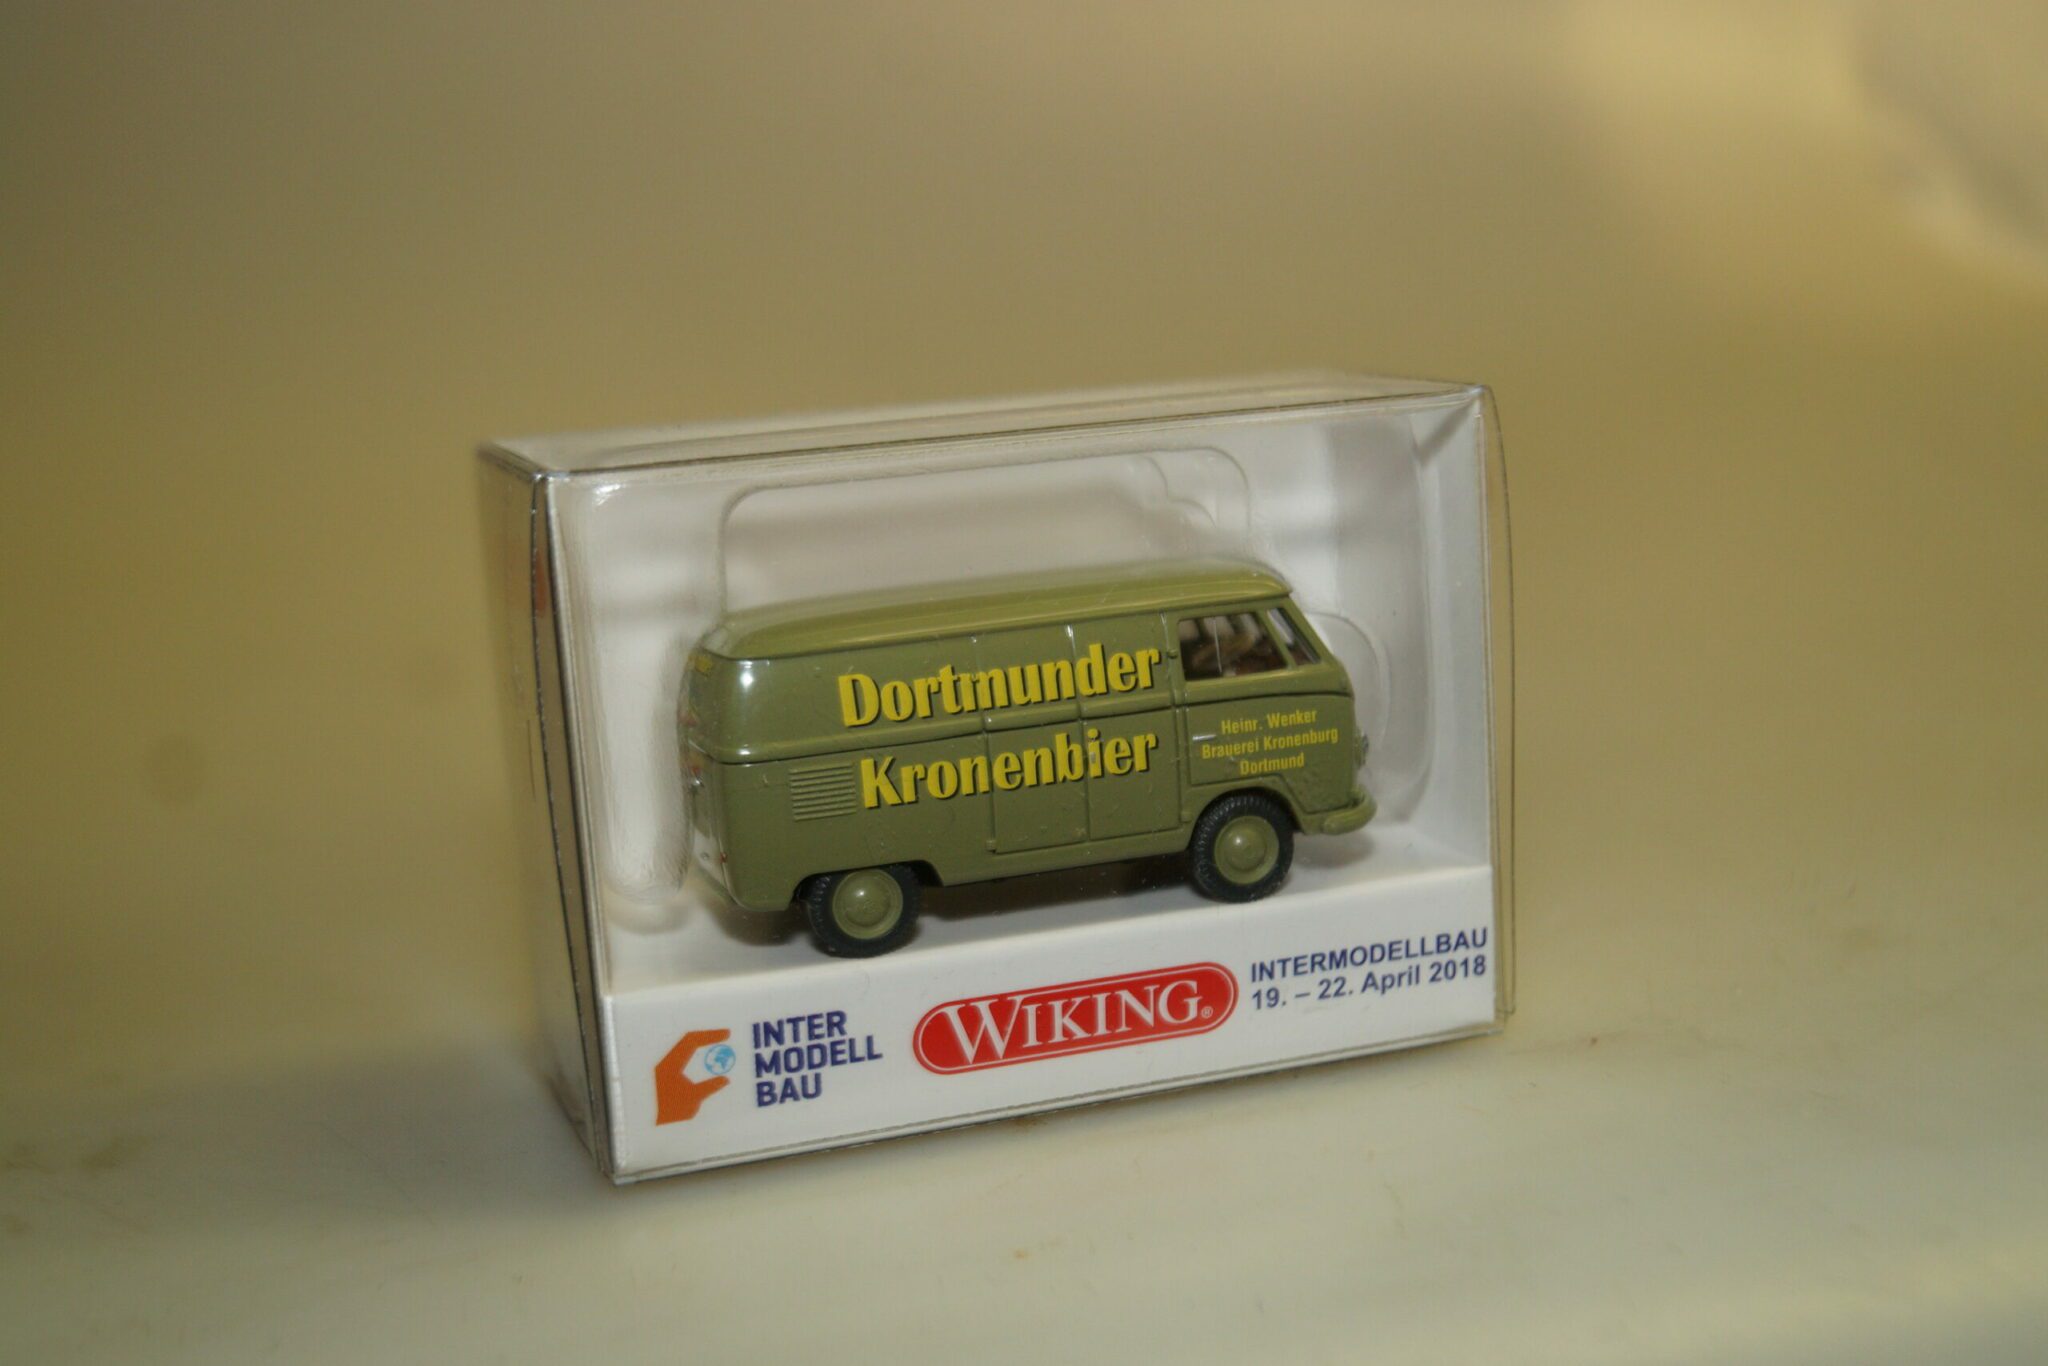 Dortmunder
Kronenbier
Heinr. Wenker
Brauerei Kronenburg
Dortmund
INTER
MODELL
BAU
WIKING®
INTERMODELLBAU
19. – 22. April 2018